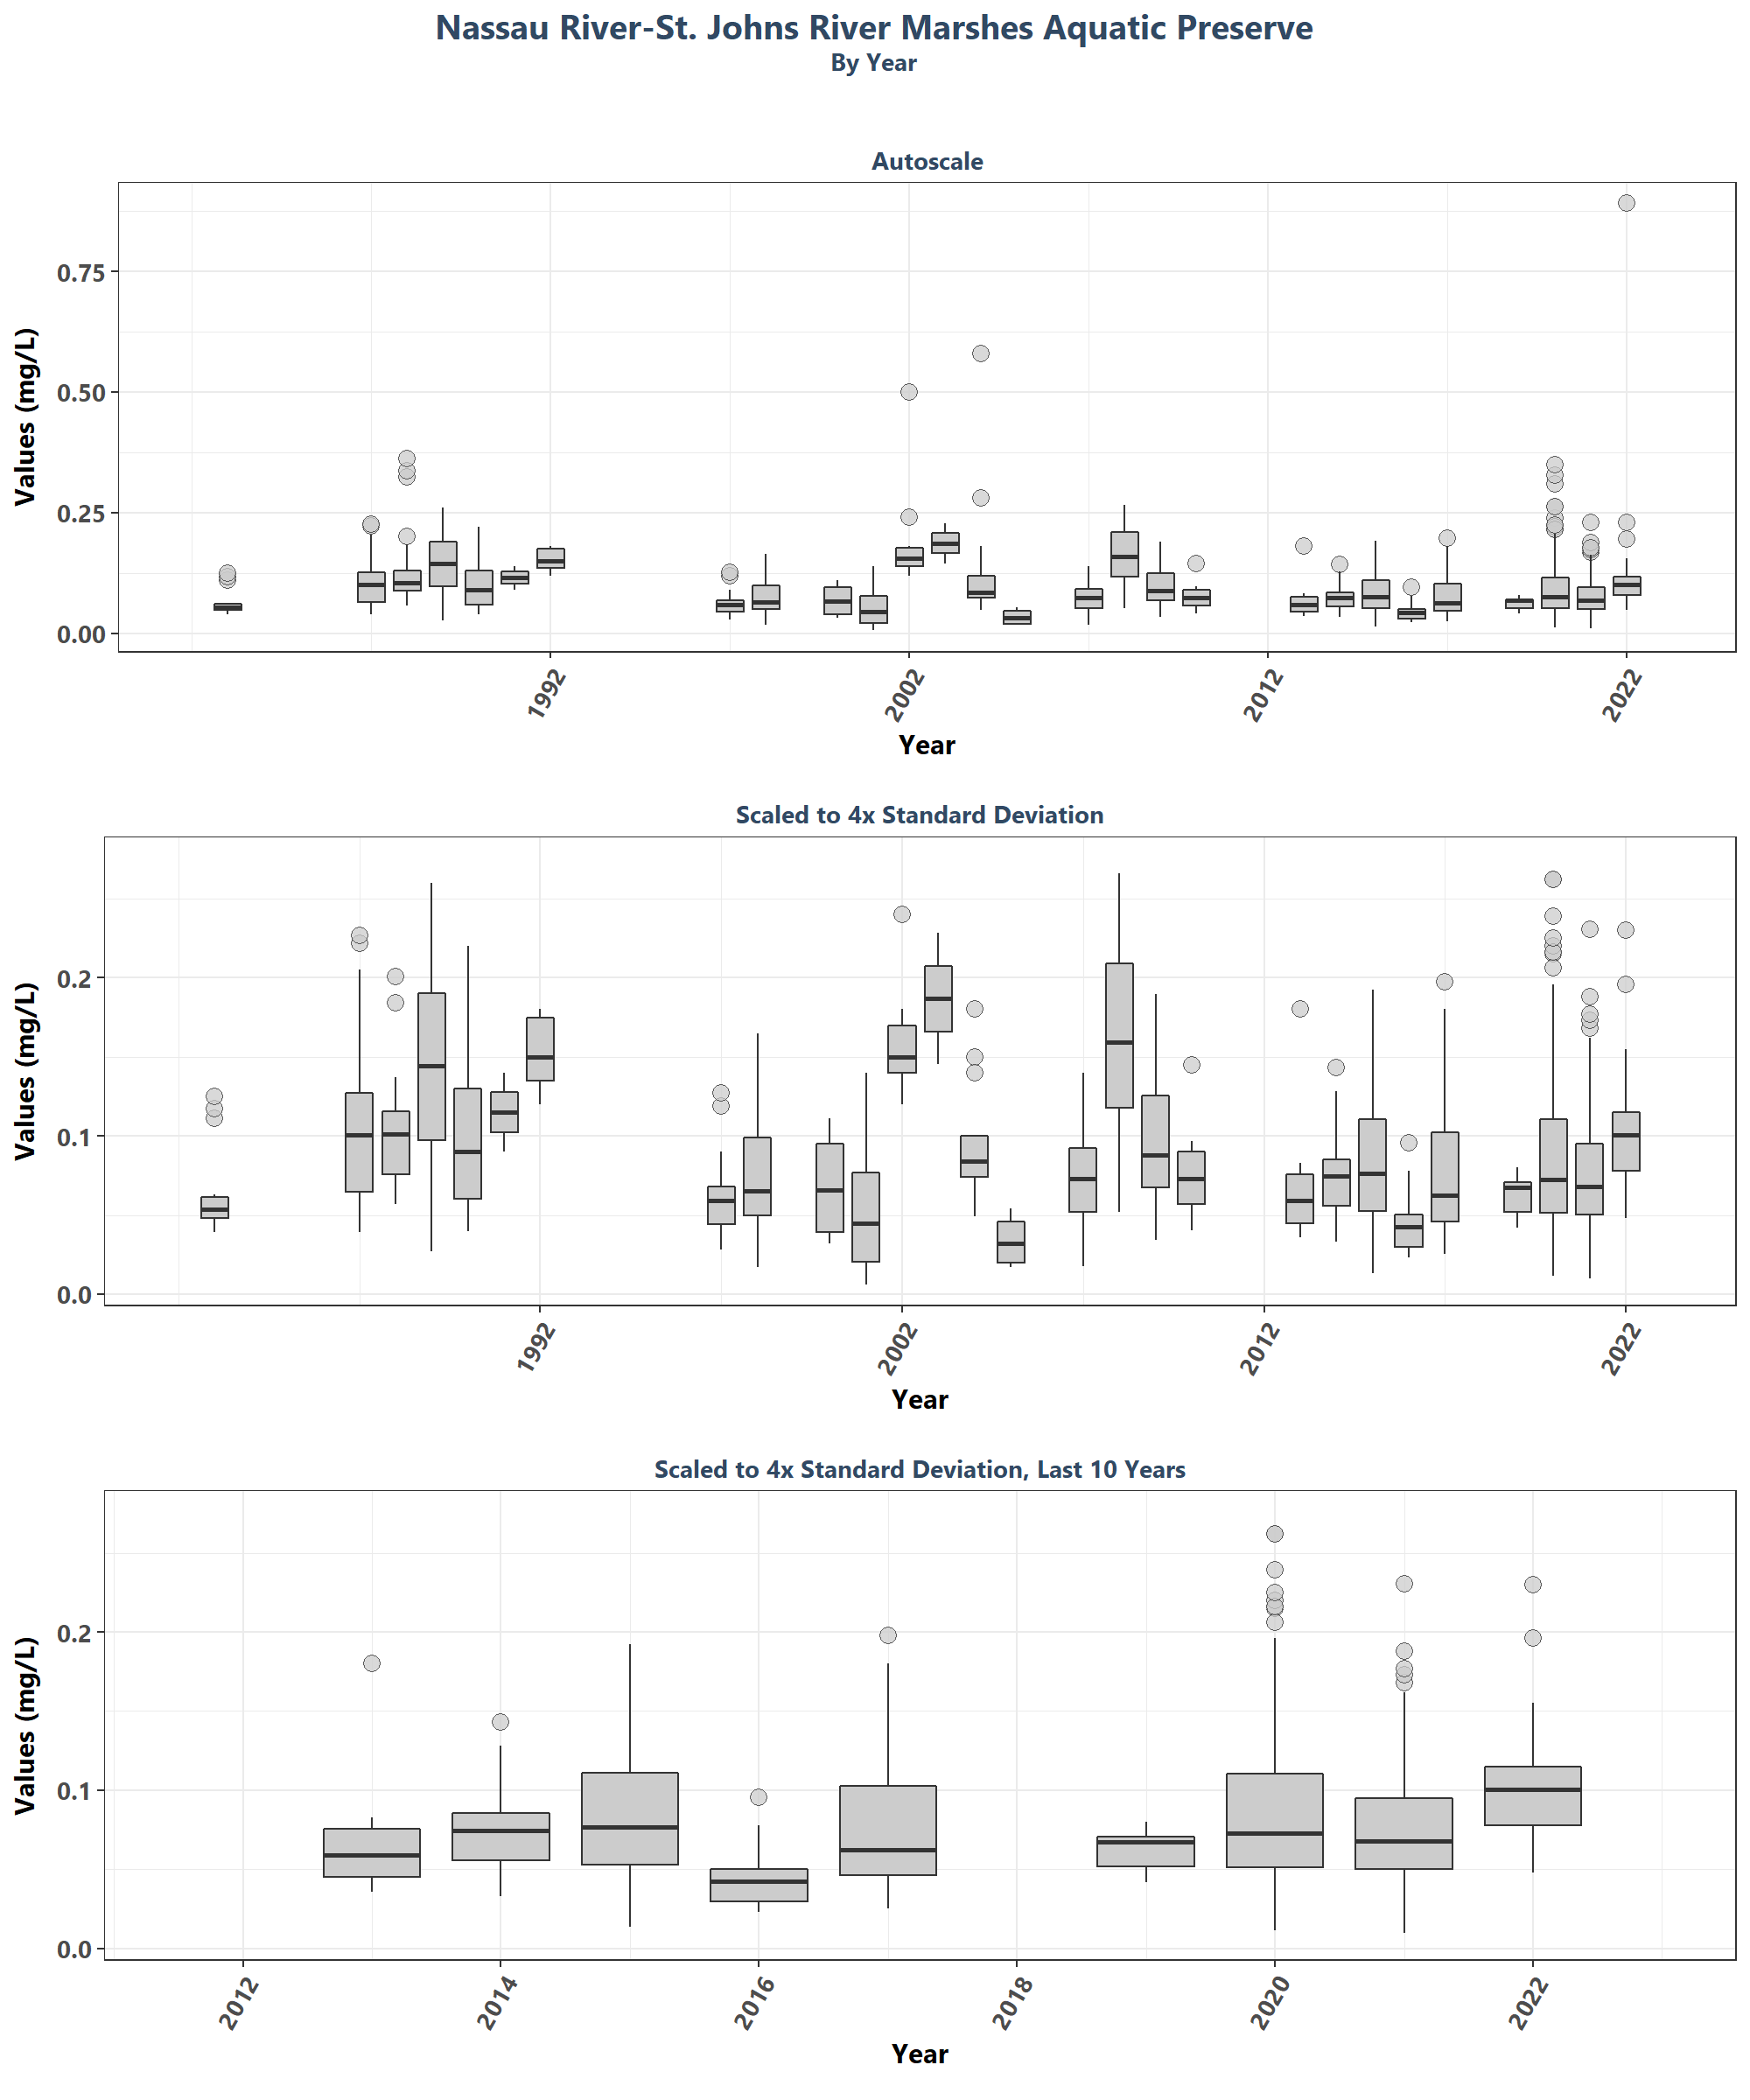 Nassau River-St. Johns River Marshes Aquatic Preserve
By Year
Autoscale
Values (mg/L)
0.75
0.50
0.25
0.00
1992
2002
2012
2022
Year
Scaled to 4x Standard Deviation
Values (mg/L)
0.2
0.1
0.0
1992
2002
2012
2022
Year
Scaled to 4x Standard Deviation, Last 10 Years
Values (mg/L)
0.2
0.1
0.0
2012
2014
2016
2018
2020
2022
Year